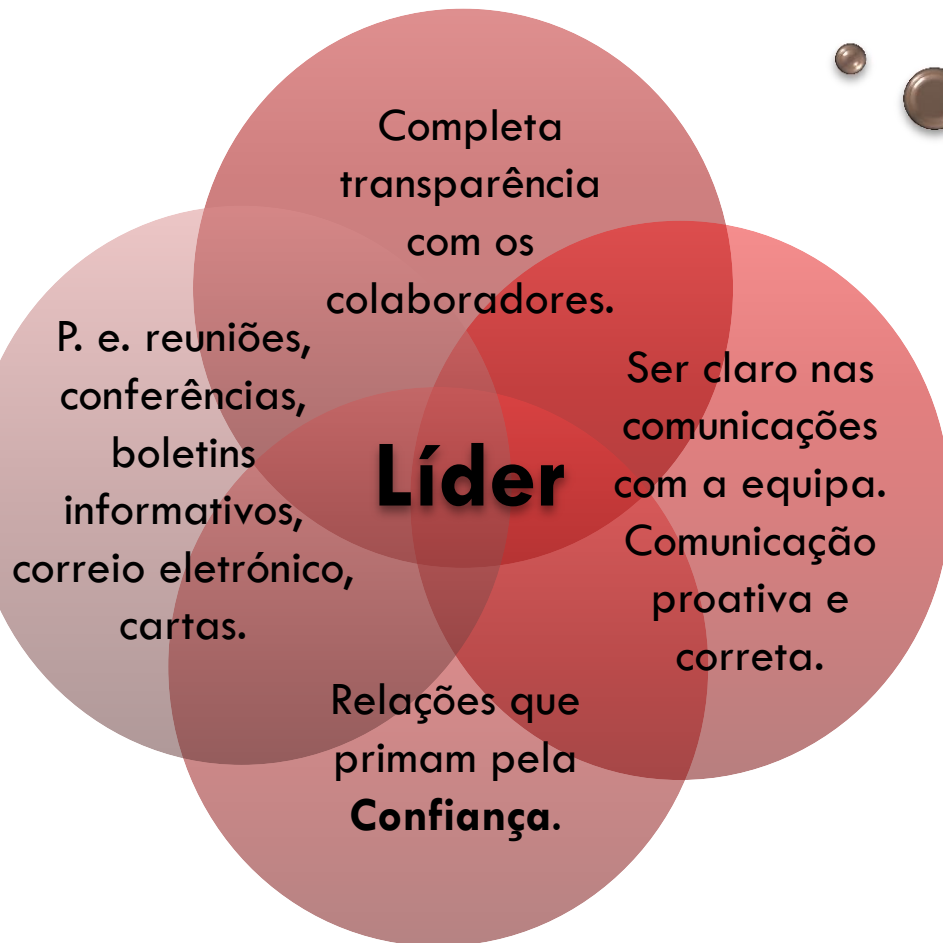 Completa
transparência
com os
colaboradores.
P. e. reuniões,
conferências,
boletins
informativos,
correio eletrónico,
cartas.
Líder
Ser claro nas
comunicações
com a equipa.
Comunicação
proativa e
correta.
Relações que
primam pela
Confiança.